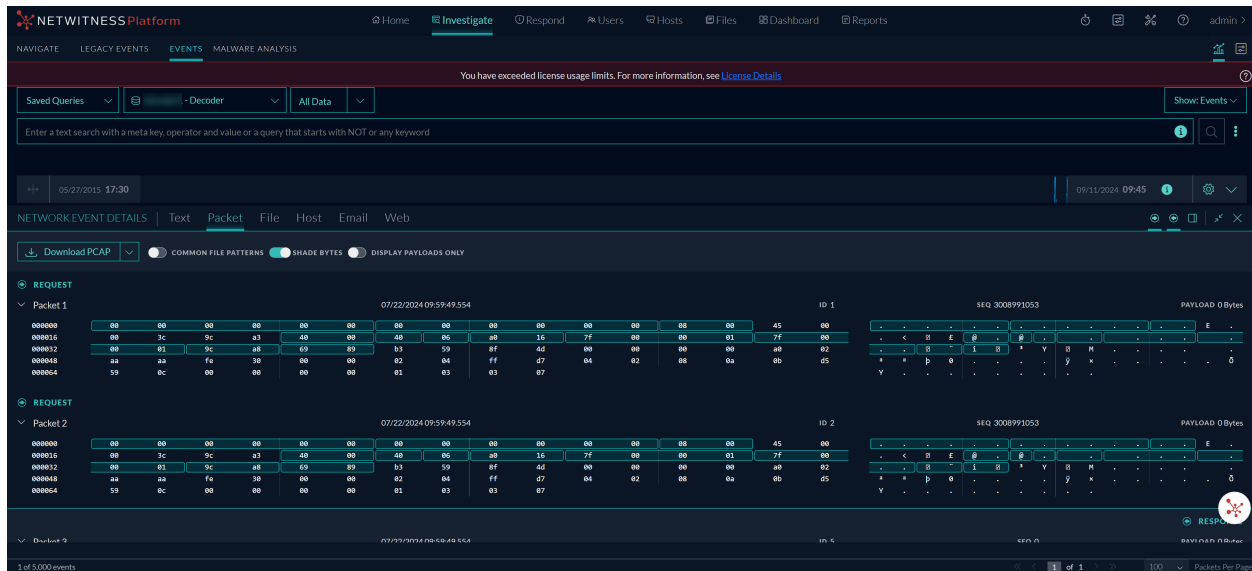 NETWITNESS Platform
Home Investigate Respond Users Hosts Files Dashboard Reports admin >
NAVIGATE LEGACY EVENTS EVENTS MALWARE ANALYSIS
You have exceeded license usage limits. For more information, see License Details
Saved Queries - Decoder All Data Show: Events
Enter a text search with a meta key, operator and value or a query that starts with NOT or any keyword
05/27/2015 17:30 09/11/2024 09:45
NETWORK EVENT DETAILS Text Packet File Host Email Web
Download PCAP COMMON FILE PATTERNS SHADE BYTES DISPLAY PAYLOADS ONLY
REQUEST
Packet 1 07/22/2024 09:59:49.554 ID 1 SEQ 3008991053 PAYLOAD 0 Bytes
000000 00 00 00 00 00 00 00 00 00 00 00 00 08 00 45 00 . . . . . . . . . . . . . . E .
000016 00 3c 9c a3 40 00 40 06 a0 16 7f 00 00 01 7f 00 . < £ @ . @ . . . . . . .
000032 00 01 9c a8 69 89 b3 59 8f 4d 00 00 00 00 a0 02 . . ¨ i ³ Y M . . . . .
000048 aa aa fe 30 00 00 02 04 ff d7 04 02 08 0a 0b d5 ª ª þ 0 . . . . ÿ × . . . . . Õ
000064 59 0c 00 00 00 00 01 03 03 07 Y . . . . . . . . .
REQUEST
Packet 2 07/22/2024 09:59:49.554 ID 2 SEQ 3008991053 PAYLOAD 0 Bytes
000000 00 00 00 00 00 00 00 00 00 00 00 00 08 00 45 00 . . . . . . . . . . . . . . E .
000016 00 3c 9c a3 40 00 40 06 a0 16 7f 00 00 01 7f 00 . < £ @ . @ . . . . . . .
000032 00 01 9c a8 69 89 b3 59 8f 4d 00 00 00 00 a0 02 . . ¨ i ³ Y M . . . . .
000048 aa aa fe 30 00 00 02 04 ff d7 04 02 08 0a 0b d5 ª ª þ 0 . . . . ÿ × . . . . . Õ
000064 59 0c 00 00 00 00 01 03 03 07 Y . . . . . . . . .
Packet 3 07/22/2024 09:59:49.554 ID 5 SEQ 0 PAYLOAD 0 Bytes
1 of 5,000 events 1 of 1 100 Packets Per Page